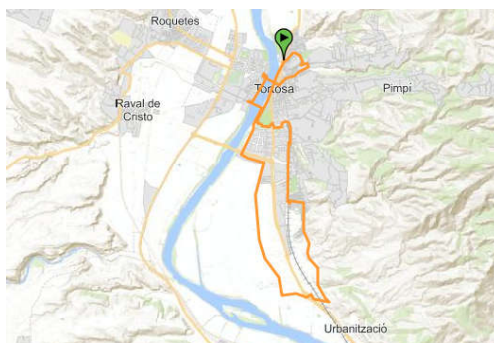 Roquetes
Tortosa
Pimpi
Raval de
Cristo
Urbanització